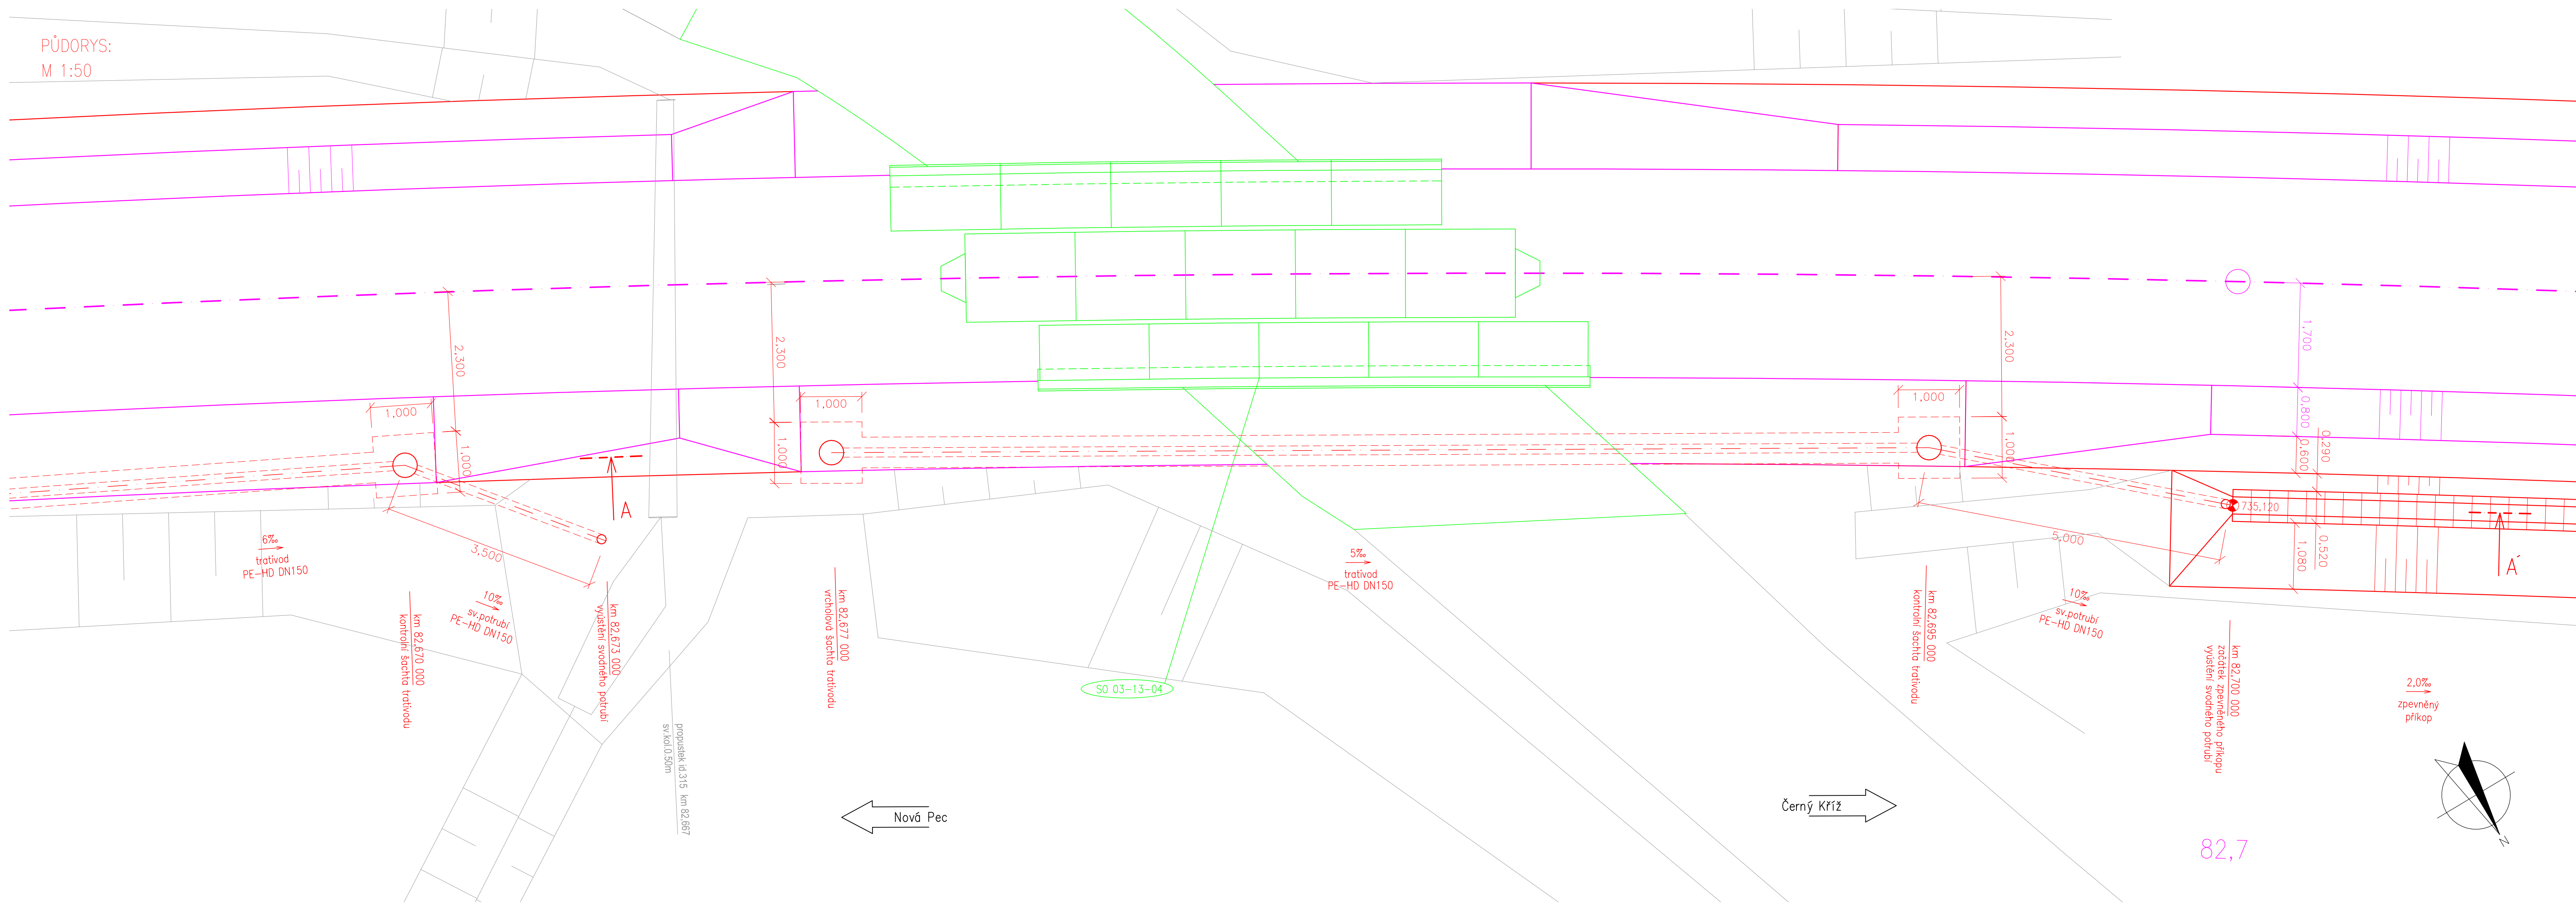 PŮDORYS:
M 1:50
2,300
1,000
1,000
3,500
6‰
trativod
PE-HD DN150
10‰
sv.potrubí
PE-HD DN150
km 82,670 000
kontrolní šachta trativodu
km 82,673 000
vyústění svodného potrubí
A
propustek id.315 km 82,667
sv.kol.0.50m
2,300
1,000
1,000
km 82,677 000
vrcholová šachta trativodu
Nová Pec
SO 03-13-04
5‰
trativod
PE-HD DN150
Černý Kříž
2,300
1,000
1,000
km 82,695 000
kontrolní šachta trativodu
5,000
10‰
sv.potrubí
PE-HD DN150
1,700
0,800
0,600
0,290
735,120
1,080
0,520
km 82,700 000
začátek zpevněného příkopu
vyústění svodného potrubí
A´
2,0‰
zpevněný
příkop
82,7
N